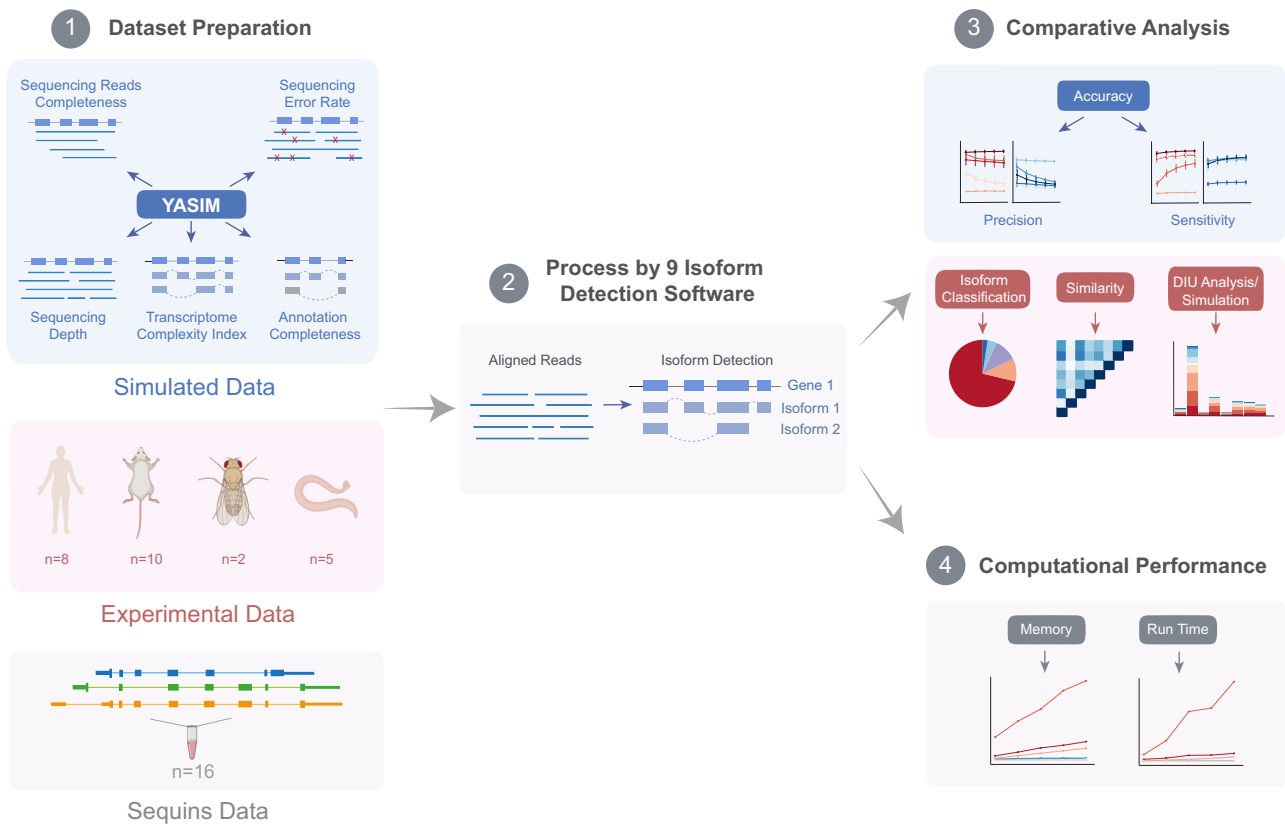 1
Dataset Preparation
Sequencing Reads
Completeness
Sequencing
Error Rate
x
x
x
x
x
x
YASIM
Sequencing
Depth
Transcriptome
Complexity Index
Annotation
Completeness
Simulated Data
n=8
n=10
n=2
n=5
Experimental Data
n=16
Sequins Data
2
Process by 9 Isoform
Detection Software
Aligned Reads
Isoform Detection
Gene 1
Isoform 1
Isoform 2
3
Comparative Analysis
Accuracy
Precision
Sensitivity
Isoform
Classification
Similarity
DIU Analysis/
Simulation
4
Computational Performance
Memory
Run Time